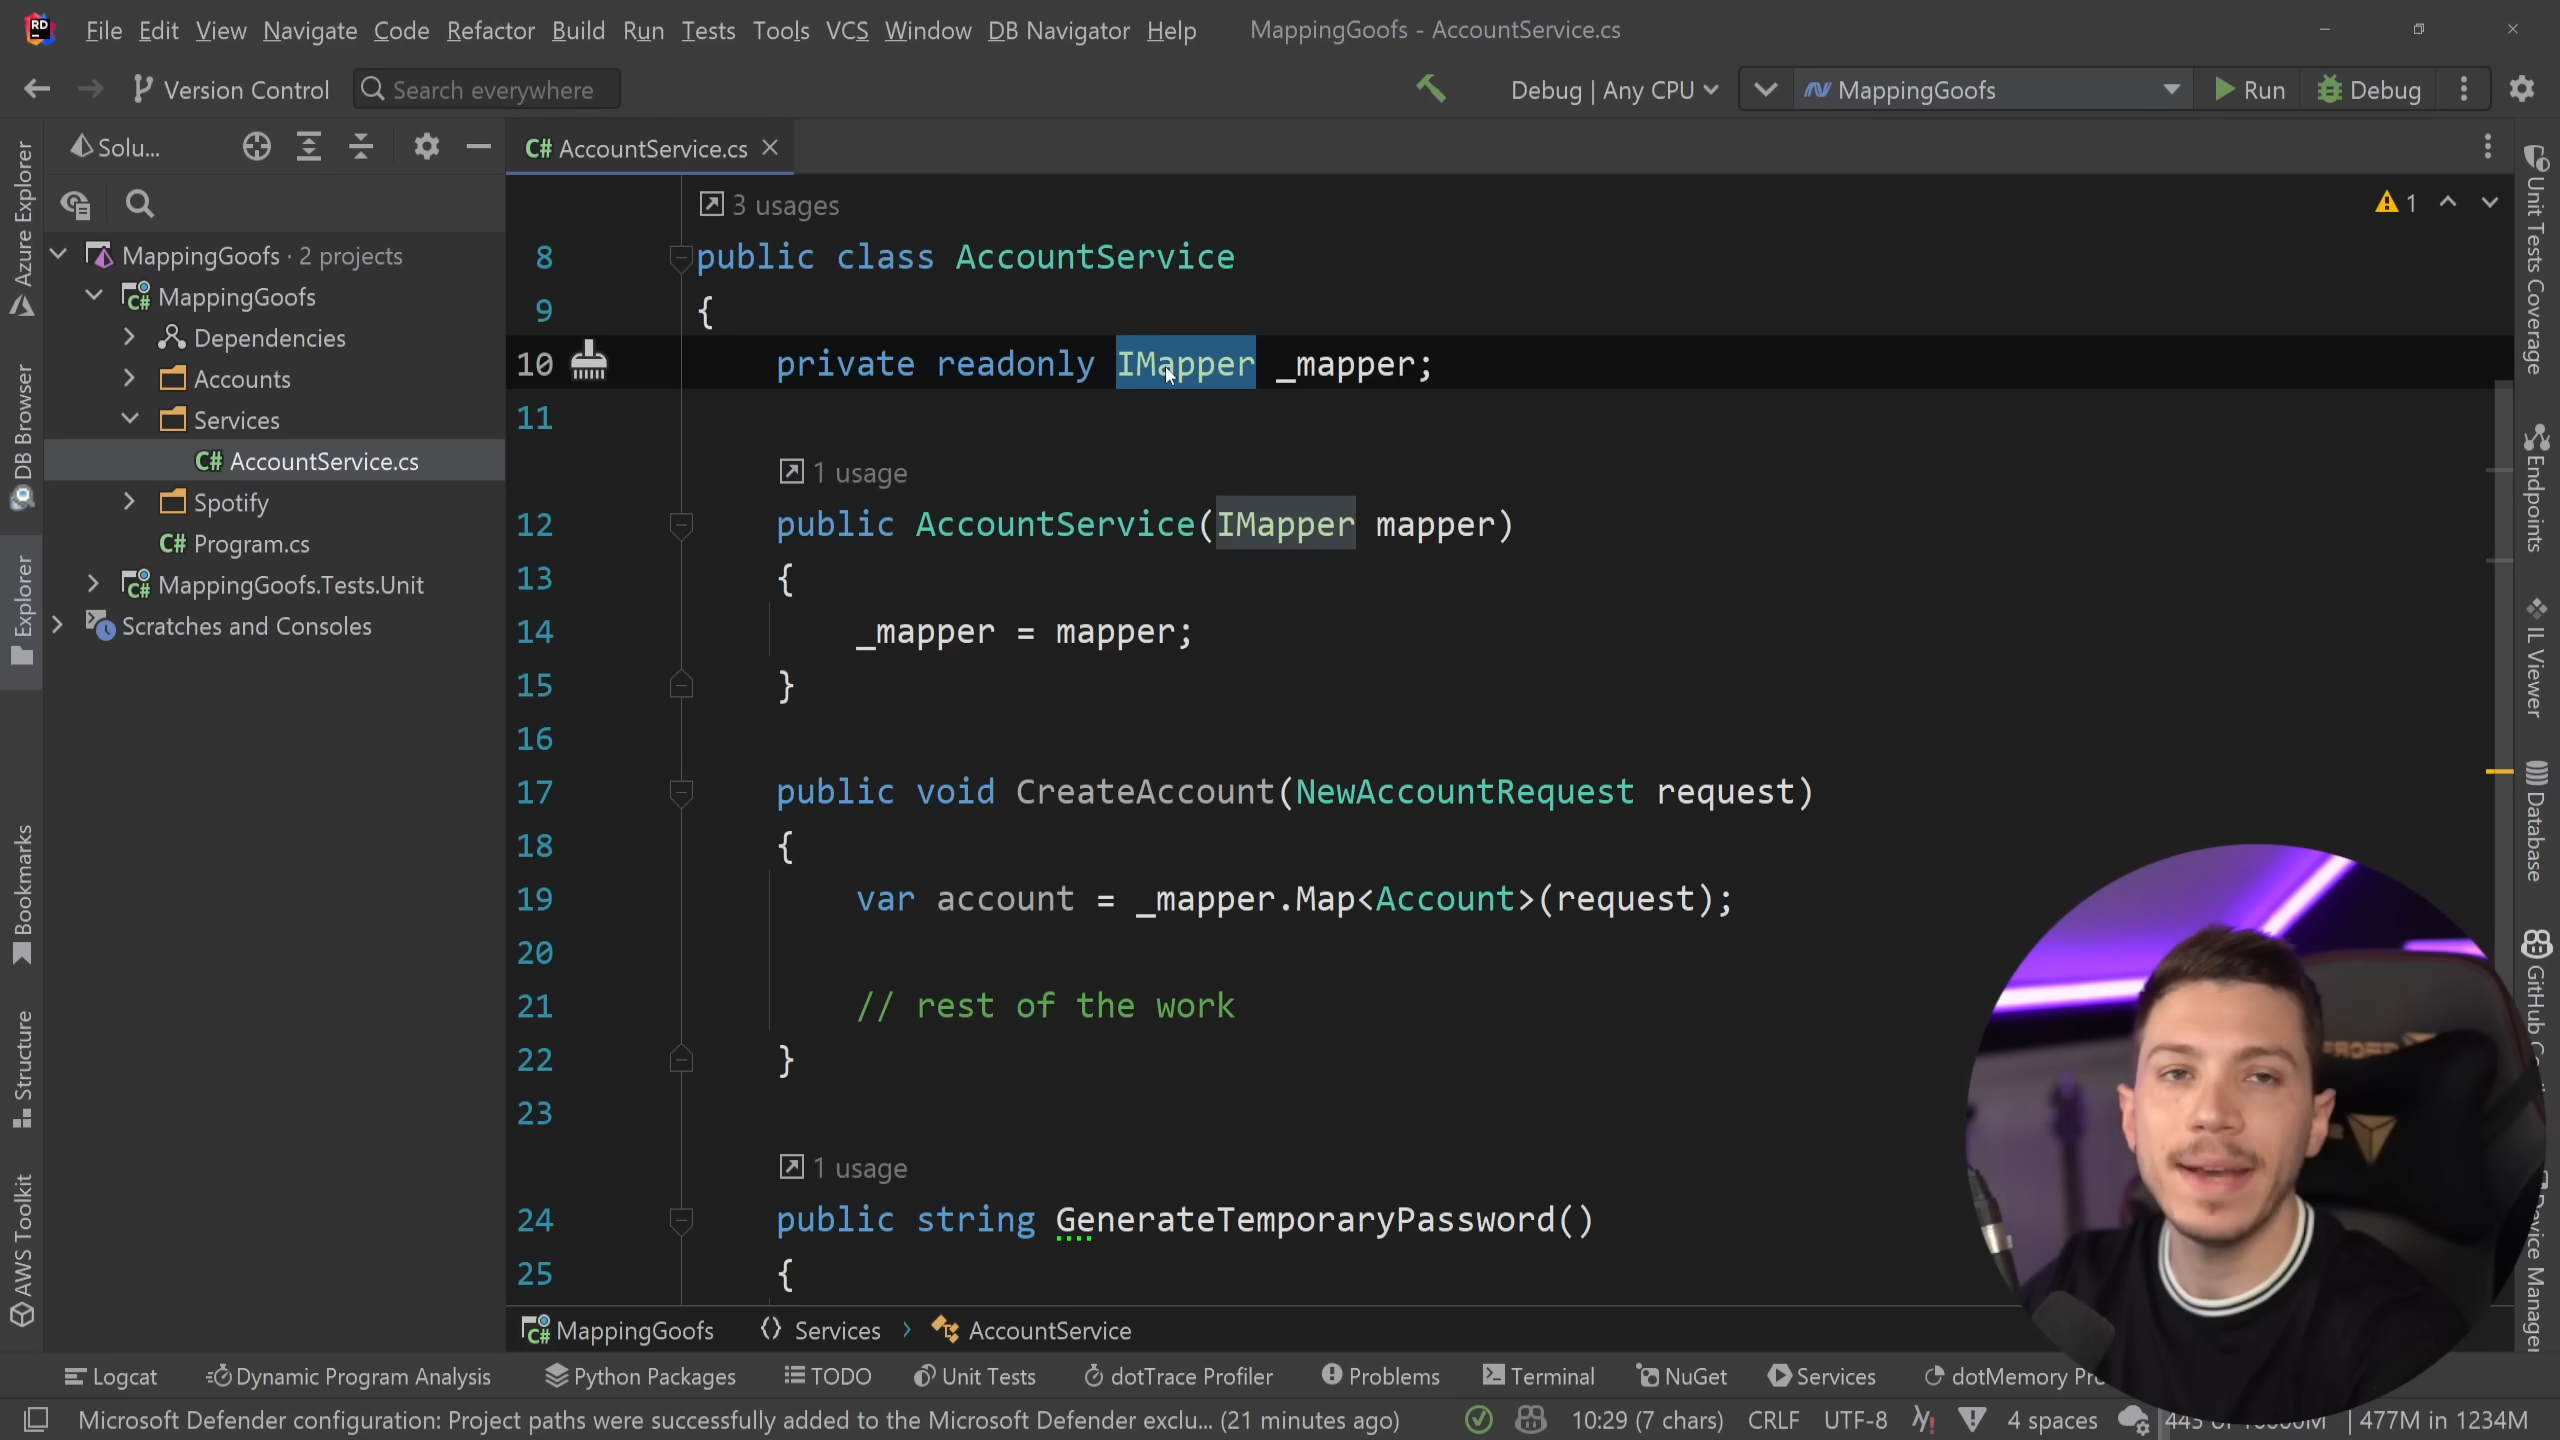 RD File Edit View Navigate Code Refactor Build Run Tests Tools VCS Window DB Navigator Help MappingGoofs - AccountService.cs
Version Control Search everywhere Debug | Any CPU MappingGoofs Run Debug
Solu... C# AccountService.cs
Azure Explorer
DB Browser
Explorer
Bookmarks
Structure
AWS Toolkit
MappingGoofs · 2 projects
C# MappingGoofs
Dependencies
Accounts
Services
C# AccountService.cs
Spotify
C# Program.cs
C# MappingGoofs.Tests.Unit
Scratches and Consoles
3 usages 1
8 public class AccountService
9 {
10 private readonly IMapper _mapper;
11
1 usage
12 public AccountService(IMapper mapper)
13 {
14 _mapper = mapper;
15 }
16
17 public void CreateAccount(NewAccountRequest request)
18 {
19 var account = _mapper.Map<Account>(request);
20
21 // rest of the work
22 }
23
1 usage
24 public string GenerateTemporaryPassword()
25 {
Unit Tests Coverage
Endpoints
IL Viewer
Database
GitHub
Device Manager
C# MappingGoofs Services AccountService
Logcat Dynamic Program Analysis Python Packages TODO Unit Tests dotTrace Profiler Problems Terminal NuGet Services dotMemory
Microsoft Defender configuration: Project paths were successfully added to the Microsoft Defender exclu... (21 minutes ago) 10:29 (7 chars) CRLF UTF-8 4 spaces 477M in 1234M